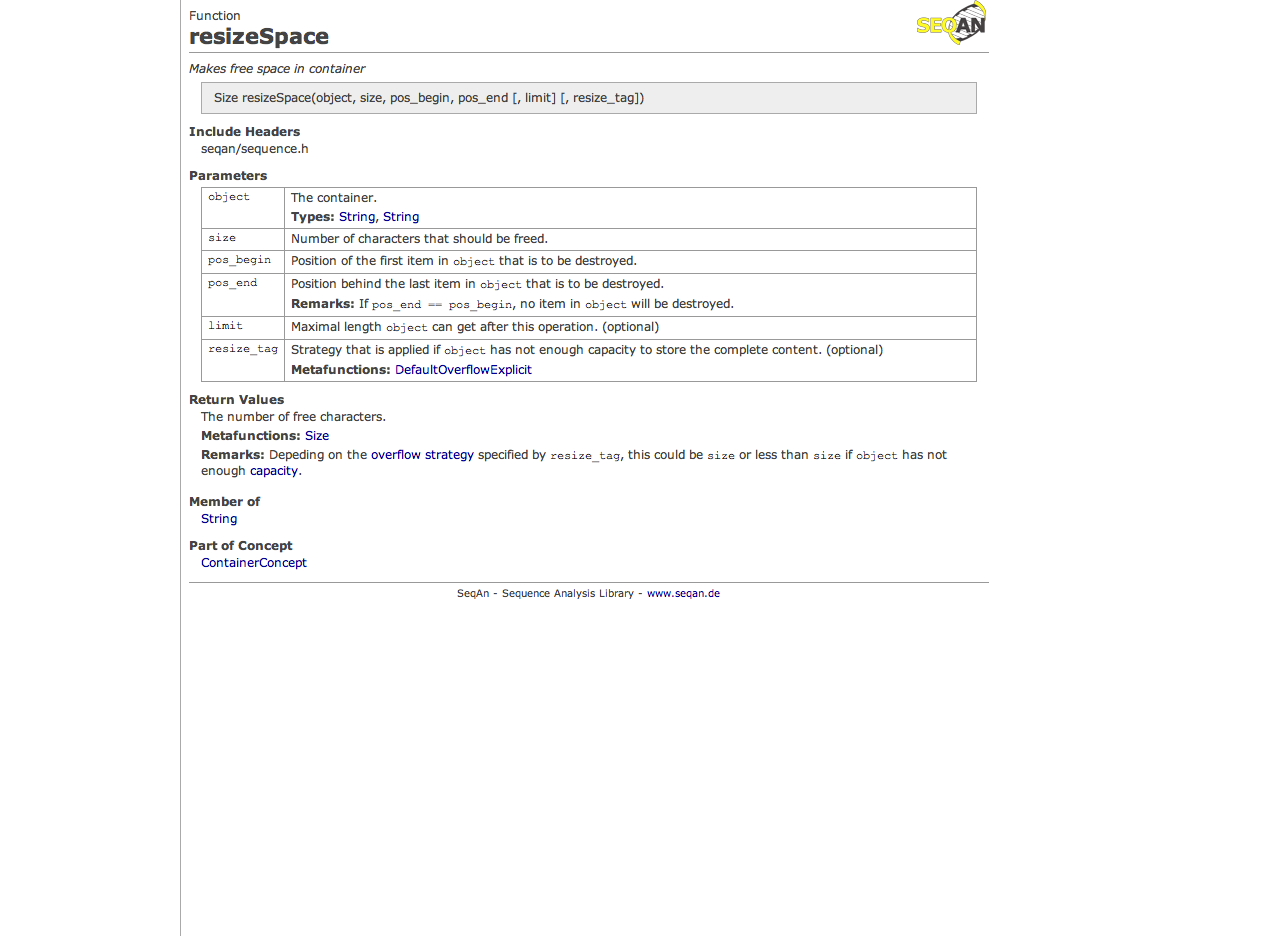 Function
resizeSpace
SEQAN
Makes free space in container
Size resizeSpace(object, size, pos_begin, pos_end [, limit] [, resize_tag])
Include Headers
seqan/sequence.h
Parameters
object The container.
Types: String, String
size Number of characters that should be freed.
pos_begin Position of the first item in object that is to be destroyed.
pos_end Position behind the last item in object that is to be destroyed.
Remarks: If pos_end == pos_begin, no item in object will be destroyed.
limit Maximal length object can get after this operation. (optional)
resize_tag Strategy that is applied if object has not enough capacity to store the complete content. (optional)
Metafunctions: DefaultOverflowExplicit
Return Values
The number of free characters.
Metafunctions: Size
Remarks: Depeding on the overflow strategy specified by resize_tag, this could be size or less than size if object has not
enough capacity.
Member of
String
Part of Concept
ContainerConcept
SeqAn - Sequence Analysis Library - www.seqan.de